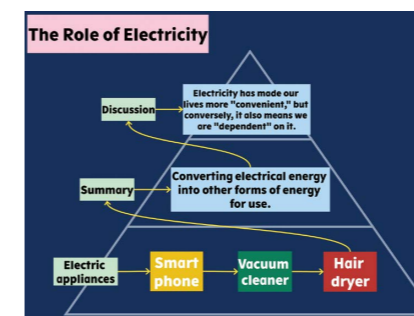 The Role of Electricity
Electricity has made our
lives more "convenient," but
conversely, it also means we
are "dependent" on it.
Discussion
Converting electrical energy
into other forms of energy
for use.
Summary
Electric
appliances
Smart
phone
Vacuum
cleaner
Hair
dryer